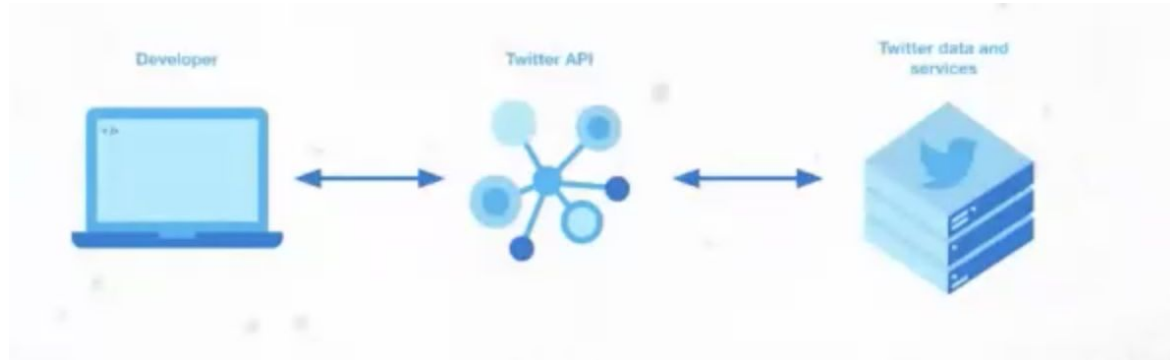 Developer
Twitter API
Twitter data and
services
</>